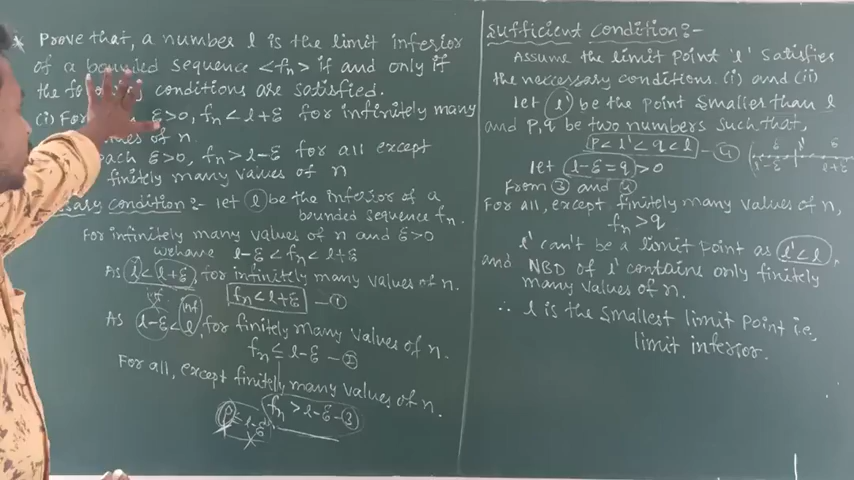 * Prove that, a number l is the limit inferior
of a bounded sequence <fn> if and only if
the conditions are satisfied.
(i) For ε>0, fn < l+ε for infinitely many
values of n
each ε>0, fn > l-ε for all except
finitely many values of n
condition :- let l be the inferior of a
bounded sequence fn.
For infinitely many values of n and ε>0
we have l-ε < fn < l+ε
As l < l+ε, for infinitely many values of n.
fn < l+ε - ①
As l-ε < l, for finitely many values of n.
fn ≤ l-ε - ②
For all, except finitely many values of n.
fn > l-ε - ③
Sufficient condition :-
Assume the limit point 'l' satisfies
the neccessary conditions. (i) and (ii)
let l' be the point smaller than l
and p,q be two numbers such that,
p < l' < q < l - ④
let l-ε = q > 0
From ③ and ④
For all, except finitely many values of n,
fn > q
l' can't be a limit point as l' < l,
and NBD of l' contains only finitely
many values of n.
∴ l is the smallest limit point i.e,
limit inferior.